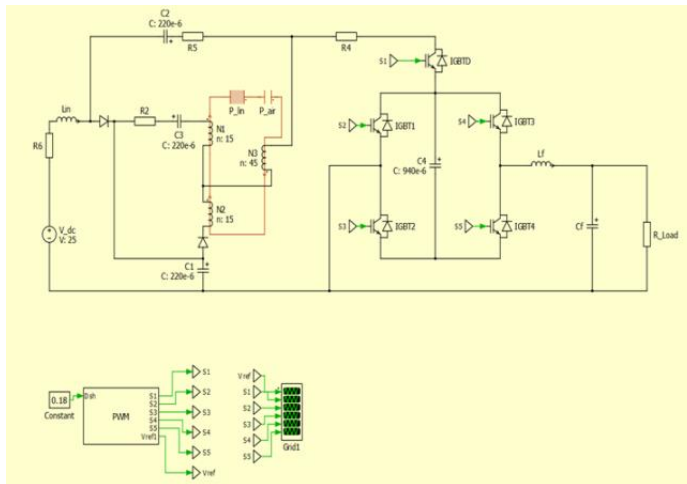 C2
C: 220e-6
R5
R4
S1
IGBTD
Lin
P_lin
P_air
R2
C3
C: 220e-6
N1
n: 15
N3
n: 45
S2
IGBT1
S4
IGBT3
R6
C4
C: 940e-6
Lf
N2
n: 15
S3
IGBT2
S5
IGBT4
Cf
R_Load
V_dc
V: 25
C1
C: 220e-6
0.18
Constant
Dsh
PWM
S1
S2
S3
S4
S5
Vref1
S1
S2
S3
S4
S5
Vref
Vref
S1
S2
S3
S4
S5
Gnd1